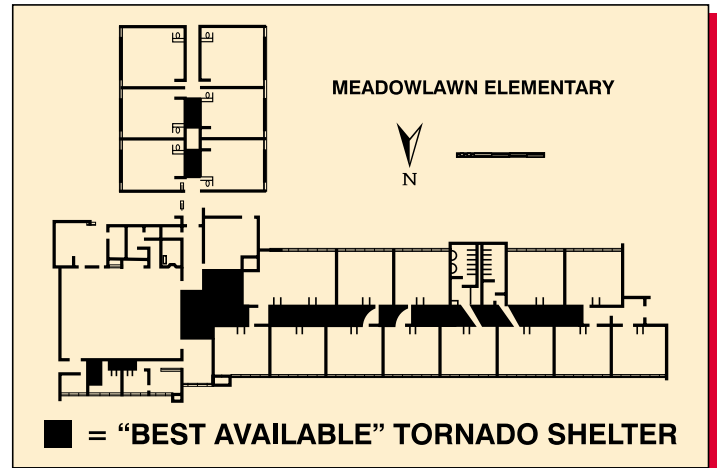 MEADOWLAWN ELEMENTARY
N
= “BEST AVAILABLE” TORNADO SHELTER